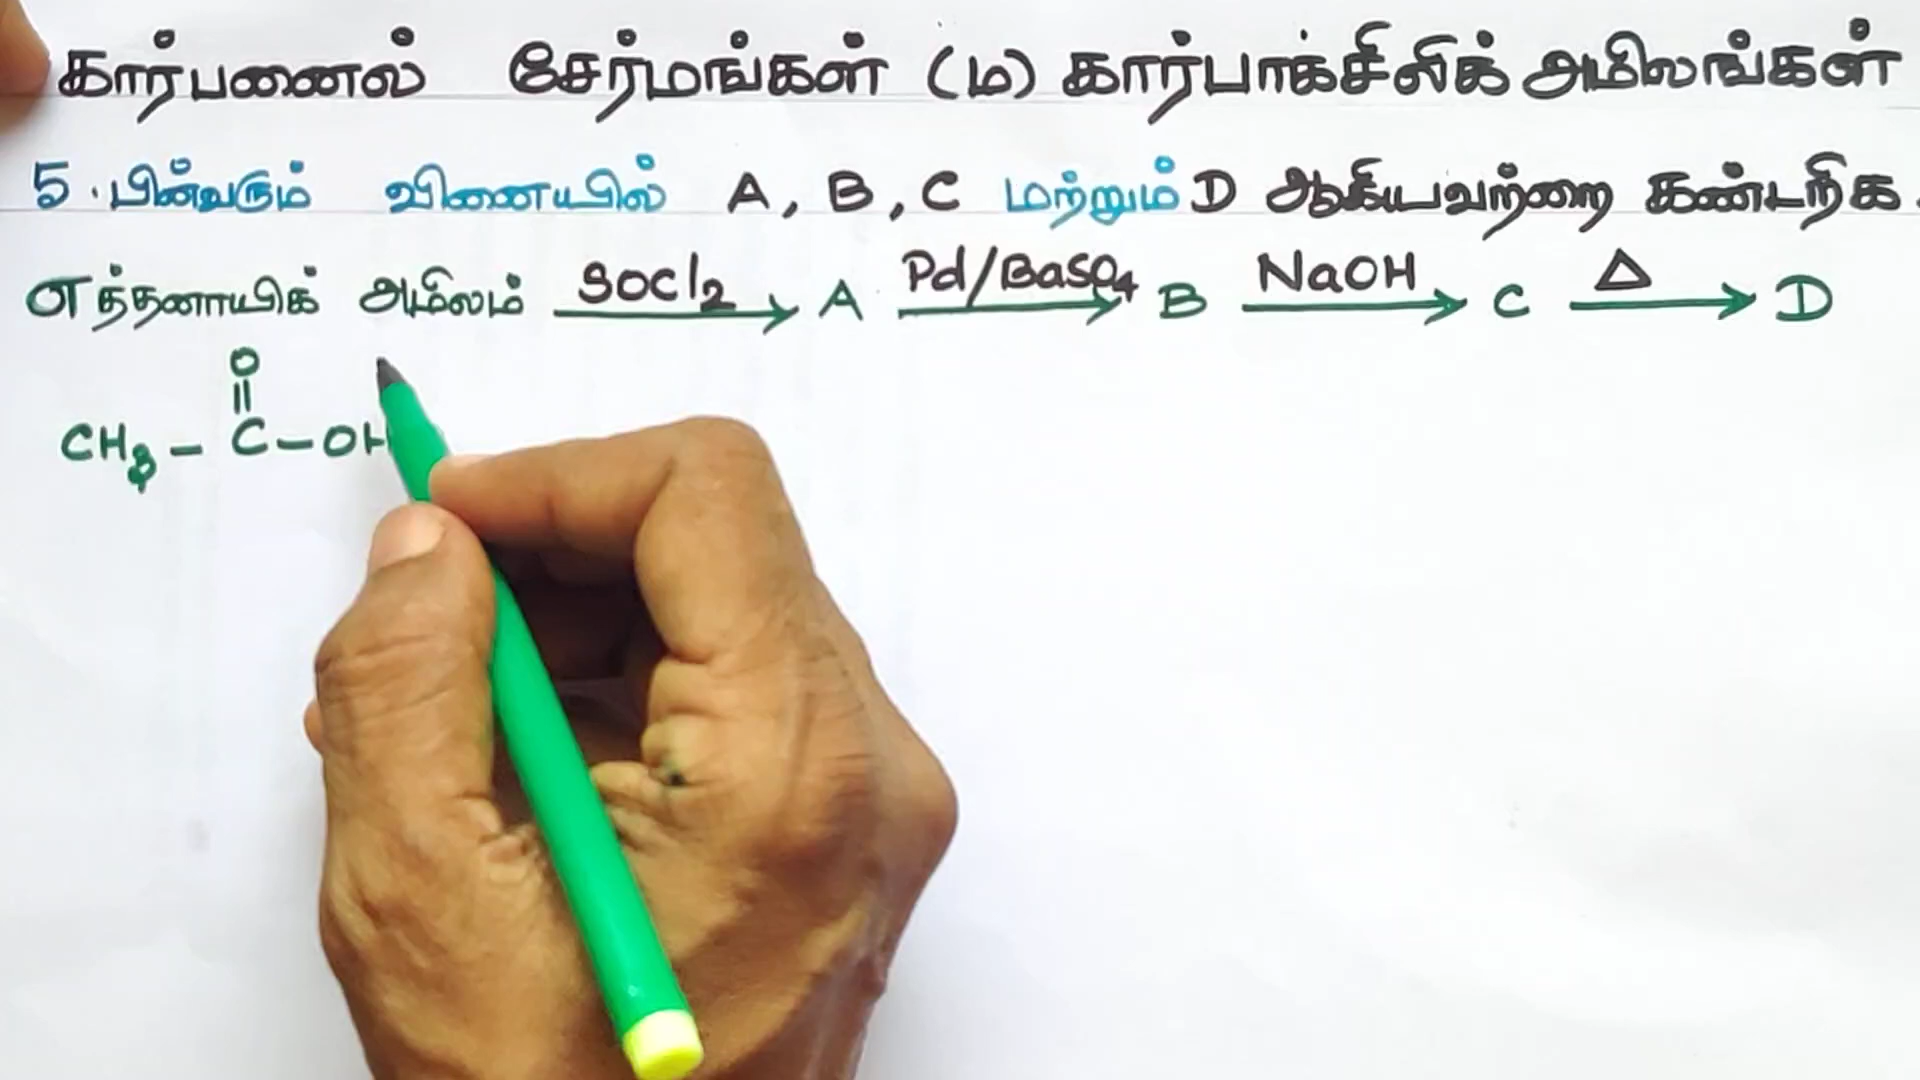 கார்பனைல் சேர்மங்கள் (ம) கார்பாக்சிலிக் அமிலங்கள்
5. பின்வரும் வினையில் A, B, C மற்றும் D ஆகியவற்றை கண்டறிக.
எத்தனாயிக் அமிலம் SOCl2 → A Pd/BaSO4 → B NaOH → C Δ → D
O
||
CH3 – C – OH